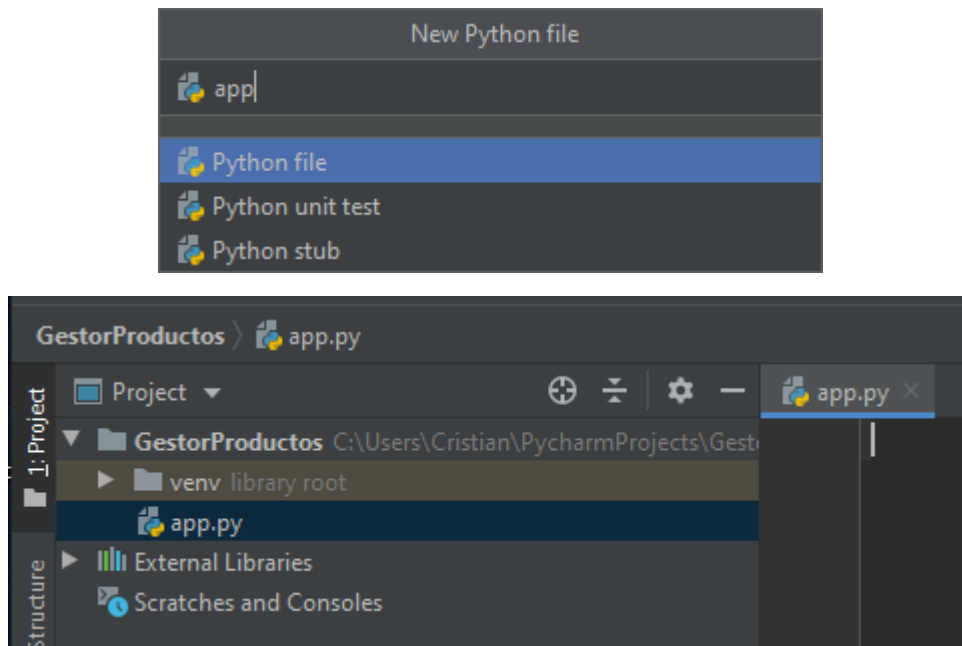 New Python file
app
Python file
Python unit test
Python stub
GestorProductos 〉 app.py
1: Project
Project
app.py
GestorProductos C:\Users\Cristian\PycharmProjects\Gest
venv library root
app.py
External Libraries
Scratches and Consoles
Structure